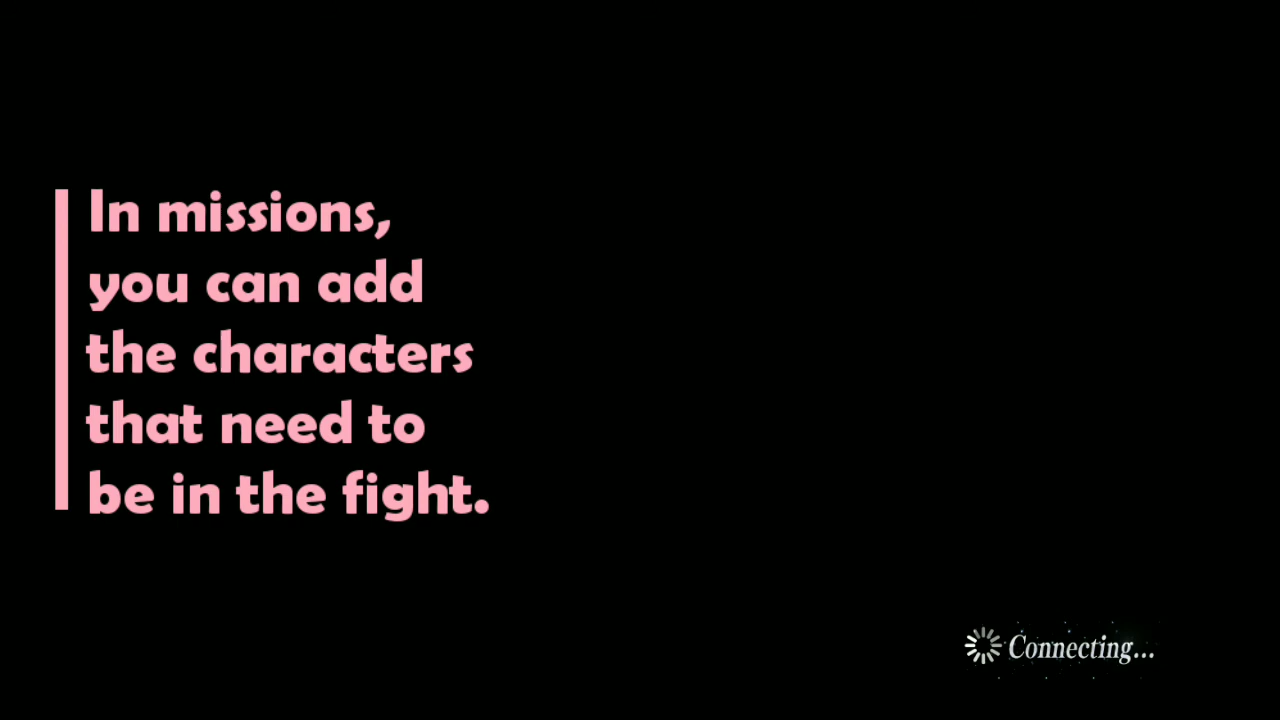 In missions,
you can add
the characters
that need to
be in the fight.
Connecting...